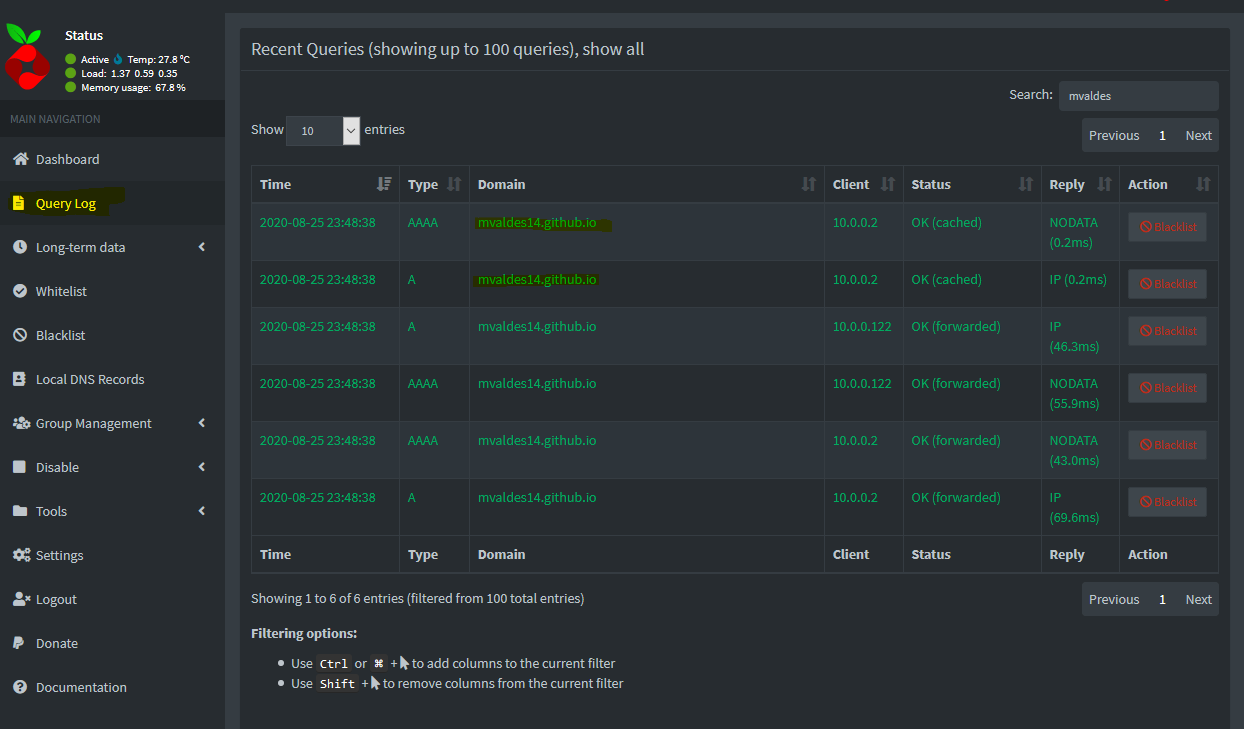 Status
Active Temp: 27.8 °C
Load: 1.37 0.59 0.35
Memory usage: 67.8 %
MAIN NAVIGATION
Dashboard
Query Log
Long-term data
Whitelist
Blacklist
Local DNS Records
Group Management
Disable
Tools
Settings
Logout
Donate
Documentation
Recent Queries (showing up to 100 queries), show all
Search: mvaldes
Show 10 entries
Previous 1 Next
Time Type Domain Client Status Reply Action
2020-08-25 23:48:38 AAAA mvaldes14.github.io 10.0.0.2 OK (cached) NODATA Blacklist
(0.2ms)
2020-08-25 23:48:38 A mvaldes14.github.io 10.0.0.2 OK (cached) IP (0.2ms) Blacklist
2020-08-25 23:48:38 A mvaldes14.github.io 10.0.0.122 OK (forwarded) IP Blacklist
(46.3ms)
2020-08-25 23:48:38 AAAA mvaldes14.github.io 10.0.0.122 OK (forwarded) NODATA Blacklist
(55.9ms)
2020-08-25 23:48:38 AAAA mvaldes14.github.io 10.0.0.2 OK (forwarded) NODATA Blacklist
(43.0ms)
2020-08-25 23:48:38 A mvaldes14.github.io 10.0.0.2 OK (forwarded) IP Blacklist
(69.6ms)
Time Type Domain Client Status Reply Action
Showing 1 to 6 of 6 entries (filtered from 100 total entries)
Previous 1 Next
Filtering options:
Use Ctrl or ⌘ + to add columns to the current filter
Use Shift + to remove columns from the current filter